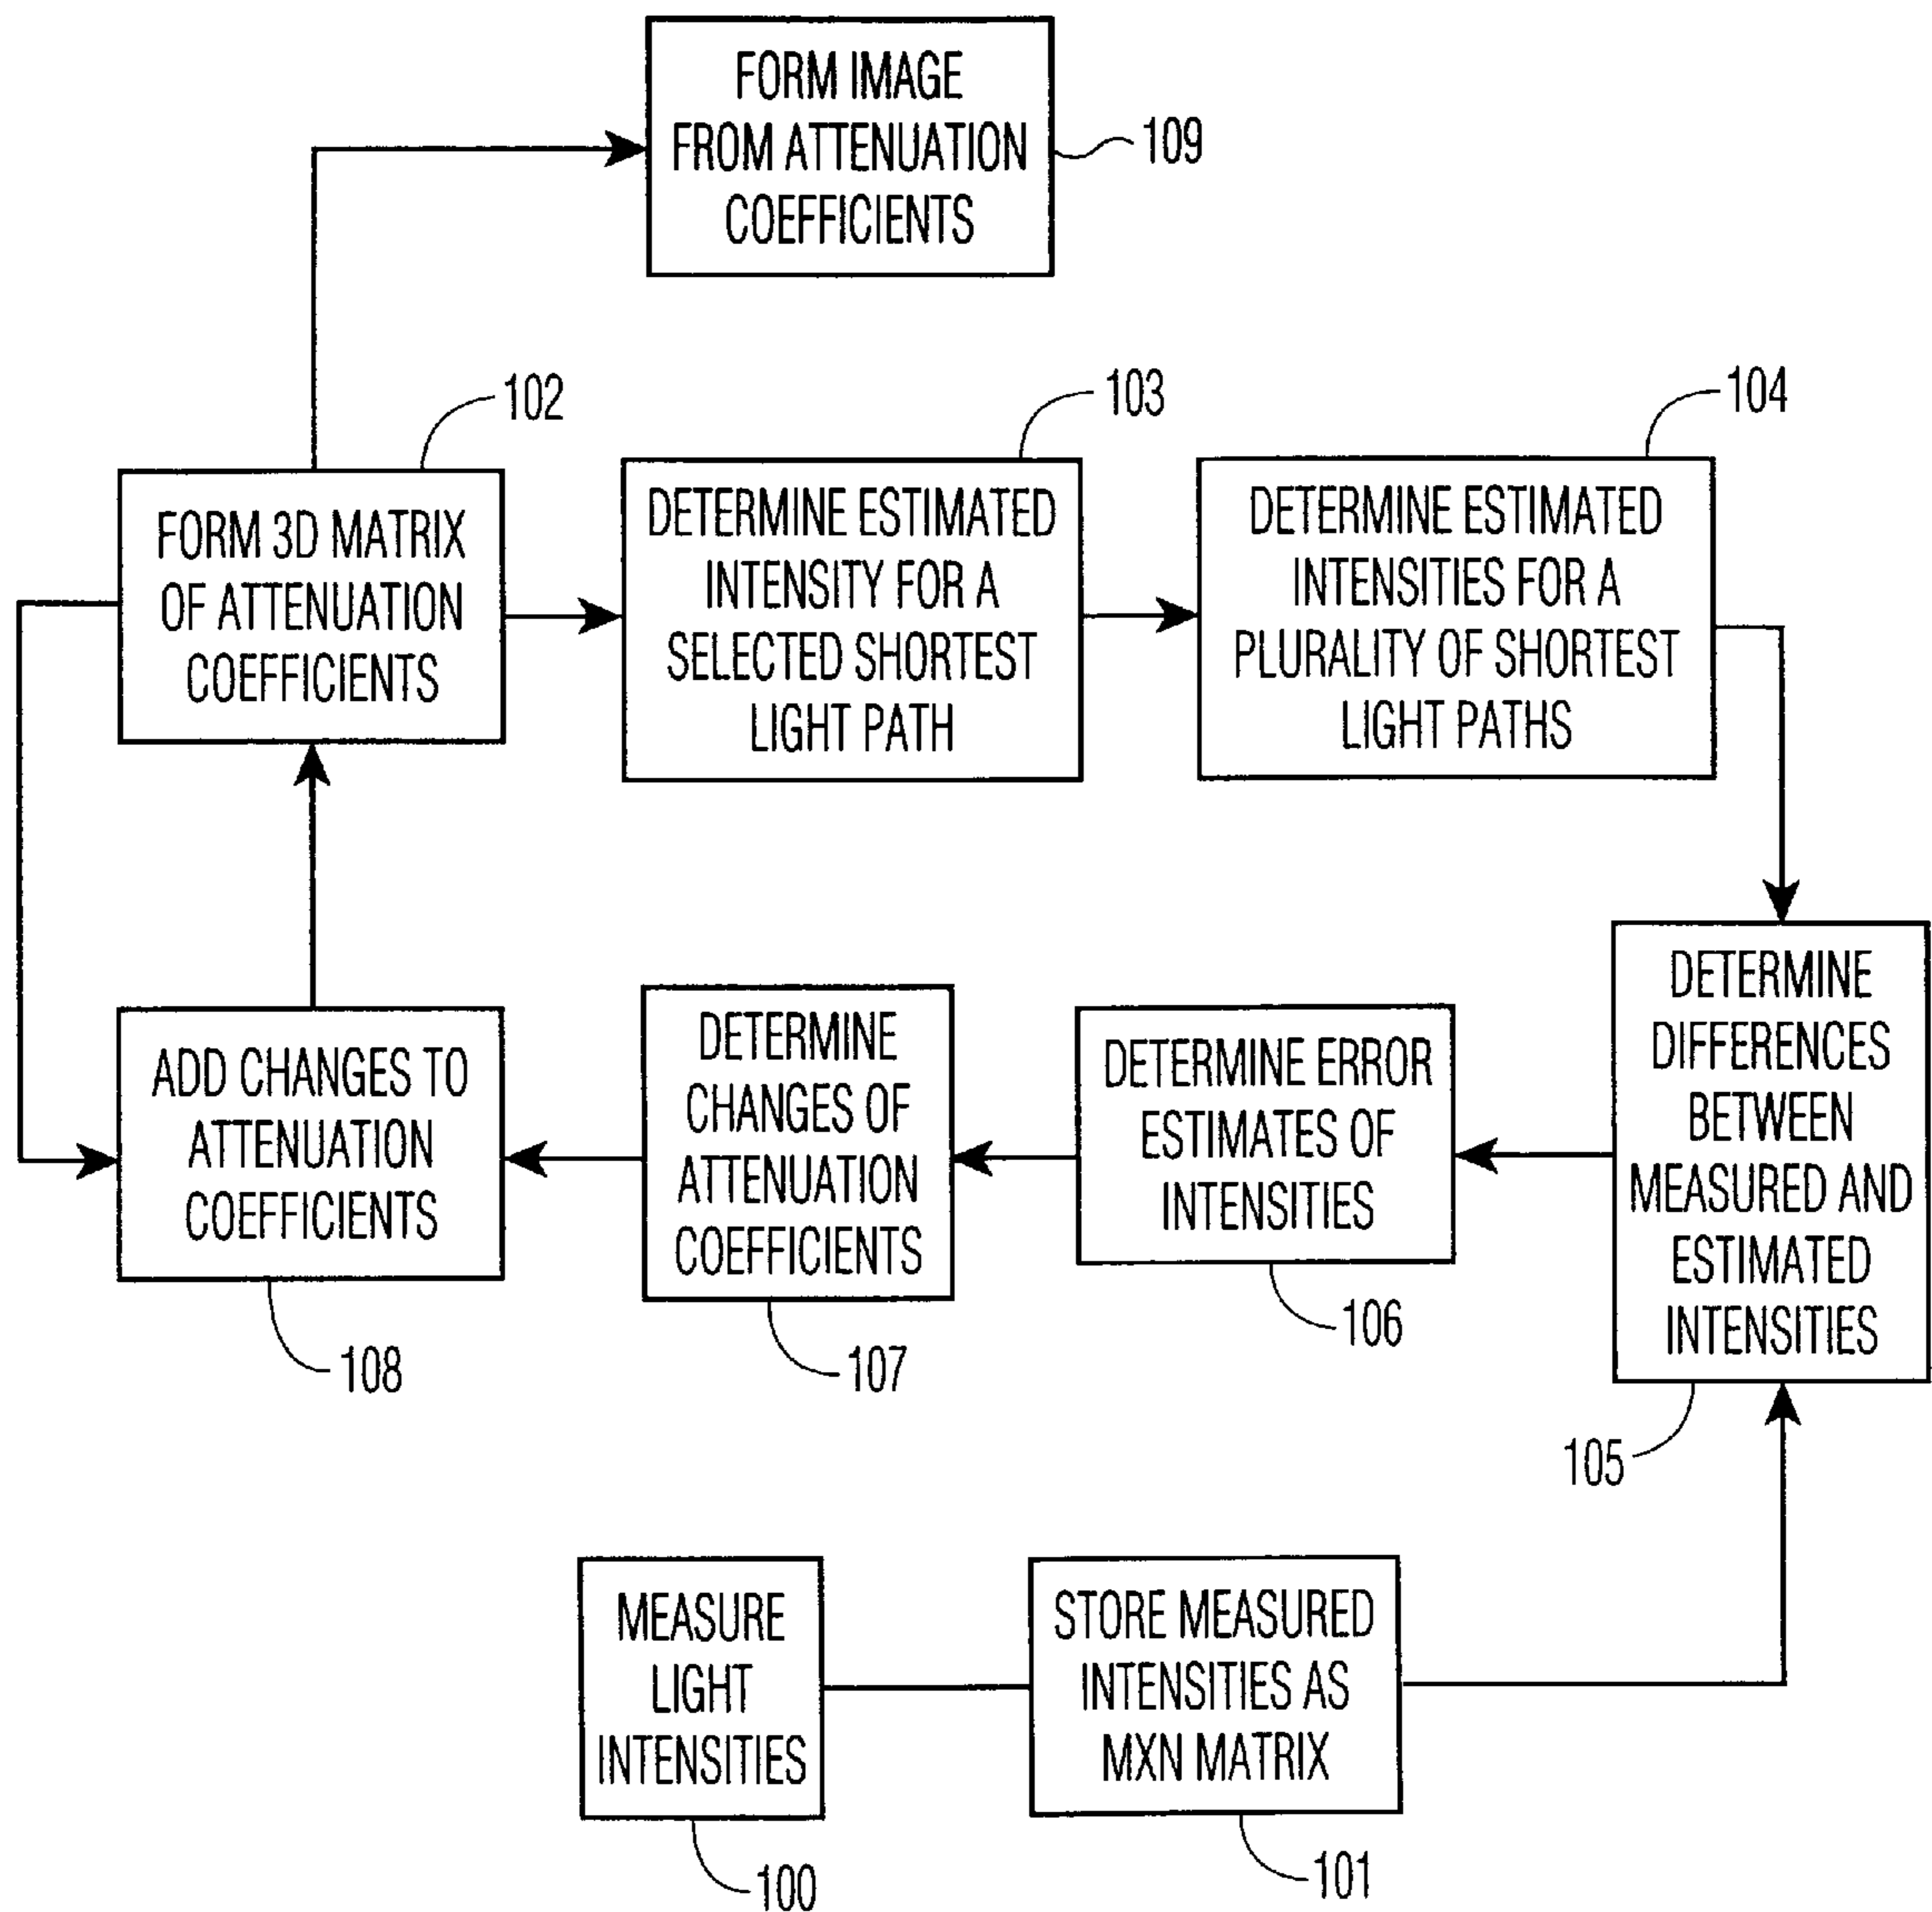 FORM IMAGE
FROM ATTENUATION
COEFFICIENTS
109
102
FORM 3D MATRIX
OF ATTENUATION
COEFFICIENTS
103
DETERMINE ESTIMATED
INTENSITY FOR A
SELECTED SHORTEST
LIGHT PATH
104
DETERMINE ESTIMATED
INTENSITIES FOR A
PLURALITY OF SHORTEST
LIGHT PATHS
DETERMINE
DIFFERENCES
BETWEEN
MEASURED AND
ESTIMATED
INTENSITIES
105
DETERMINE ERROR
ESTIMATES OF
INTENSITIES
106
DETERMINE
CHANGES OF
ATTENUATION
COEFFICIENTS
107
ADD CHANGES TO
ATTENUATION
COEFFICIENTS
108
MEASURE
LIGHT
INTENSITIES
100
STORE MEASURED
INTENSITIES AS
MXN MATRIX
101